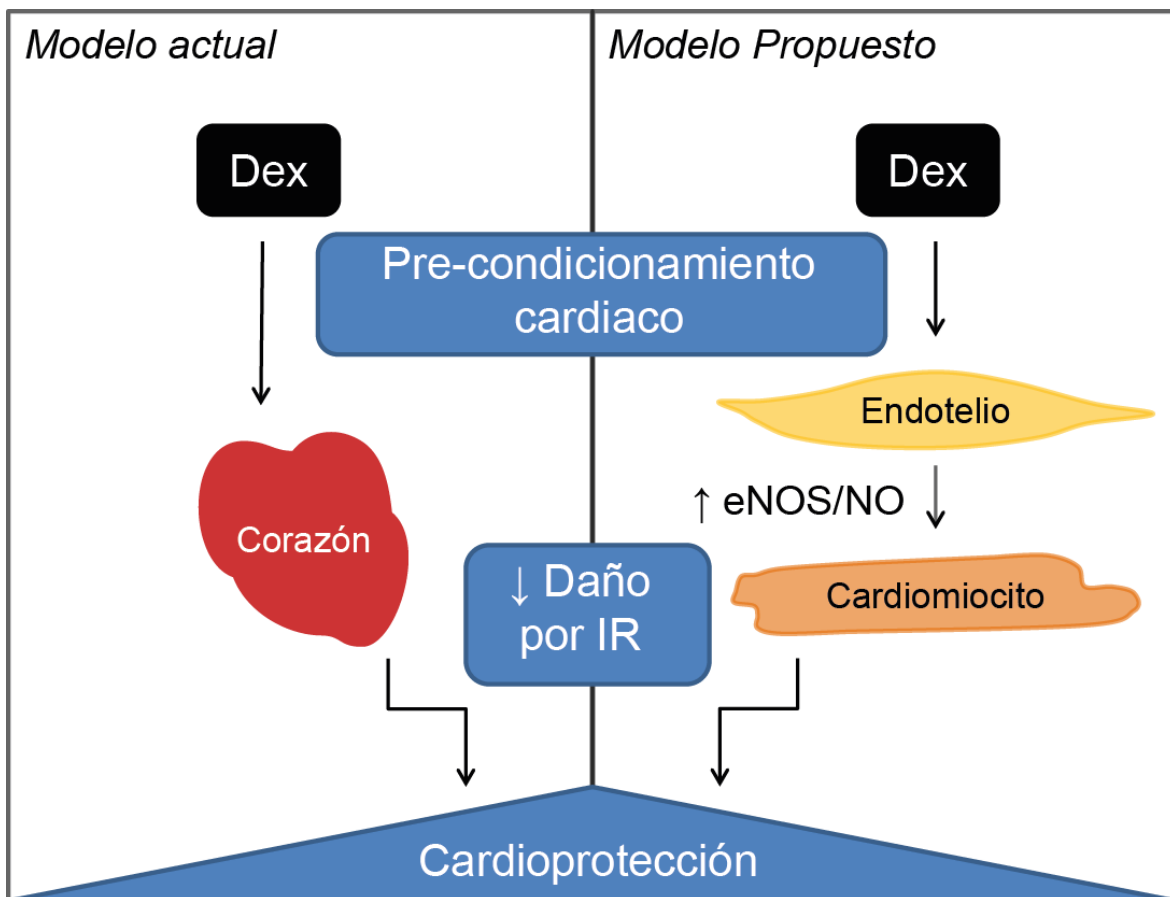 Modelo actual
Modelo Propuesto
Dex
Dex
Pre-condicionamiento
cardiaco
Endotelio
↑ eNOS/NO
Corazón
↓ Daño
por IR
Cardiomiocito
Cardioprotección